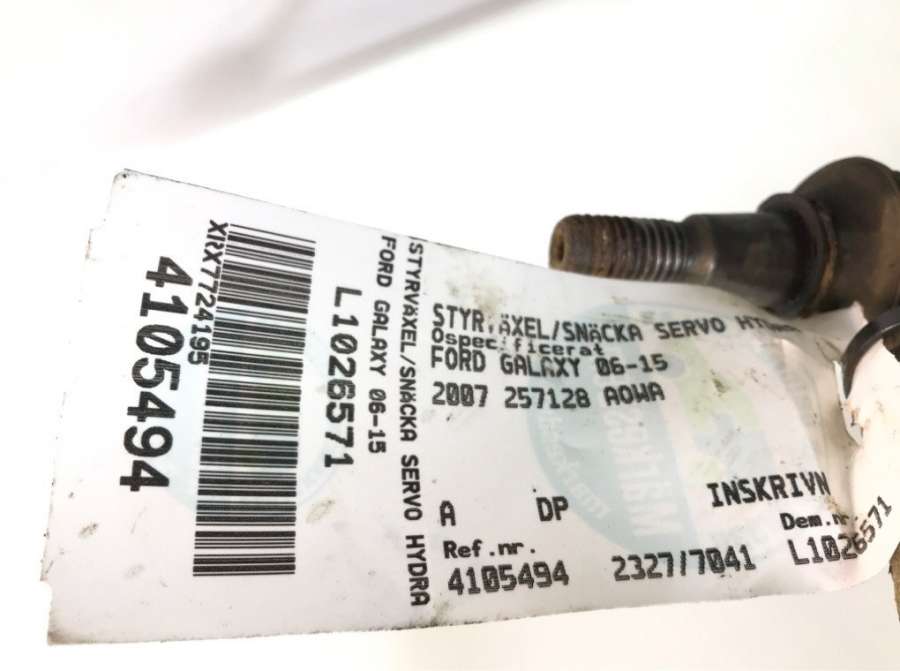 XRX7724195
4105494
L1026571
FORD GALAXY 06-15
STYRVÄXEL/SNÄCKA SERVO HYDRA
STYRVÄXEL/SNÄCKA SERVO
Ospecificerat
FORD GALAXY 06-15
2007 257128 AOWA
A DP INSKRIVN
Ref.nr. Dem.nr.
4105494 2327/7041 L1026571